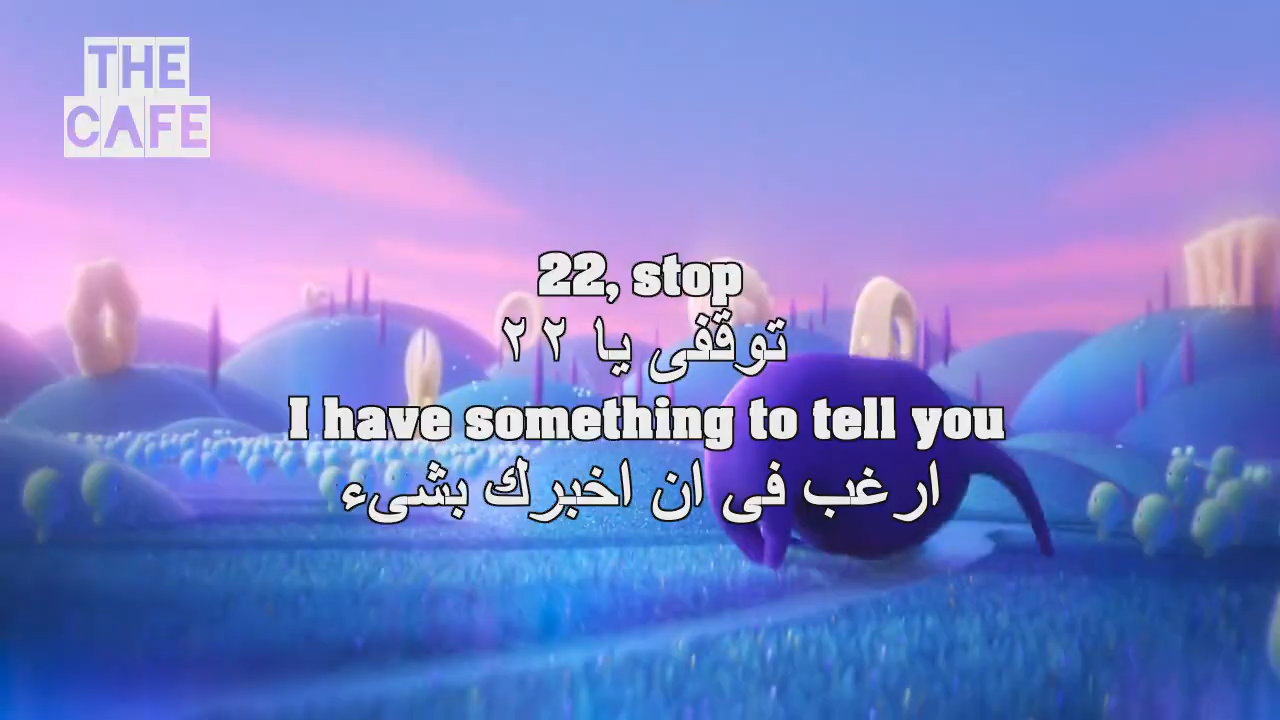 THE
CAFE
22, stop
توقفى يا ٢٢
I have something to tell you
ارغب فى ان اخبرك بشىء